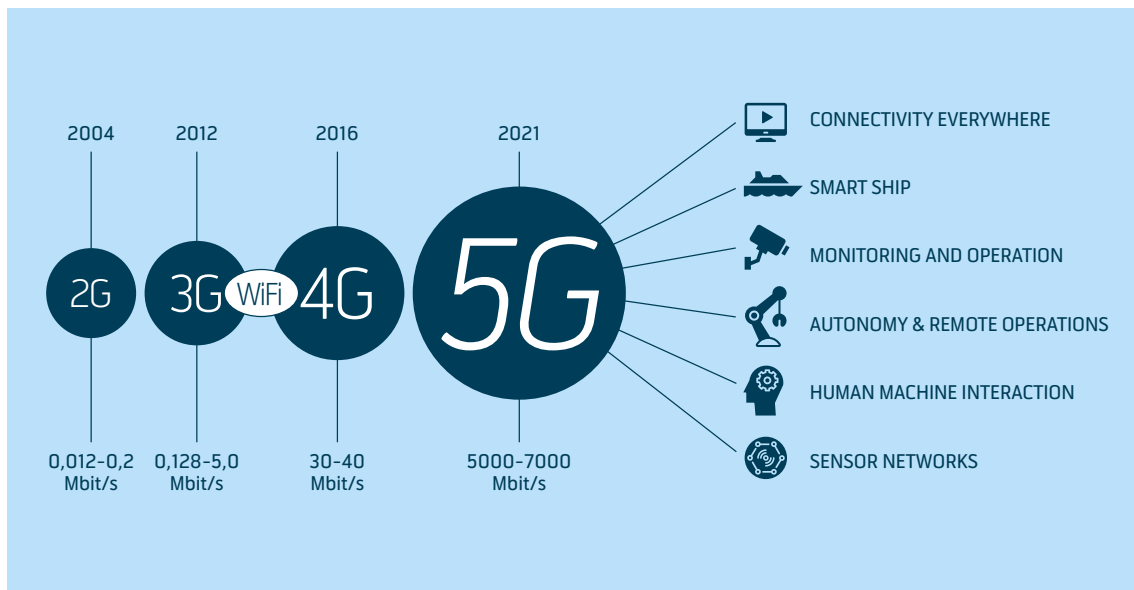 2004
2012
2016
2021
2G
3G
WiFi
4G
5G
0,012-0,2
Mbit/s
0,128-5,0
Mbit/s
30-40
Mbit/s
5000-7000
Mbit/s
CONNECTIVITY EVERYWHERE
SMART SHIP
MONITORING AND OPERATION
AUTONOMY & REMOTE OPERATIONS
HUMAN MACHINE INTERACTION
SENSOR NETWORKS